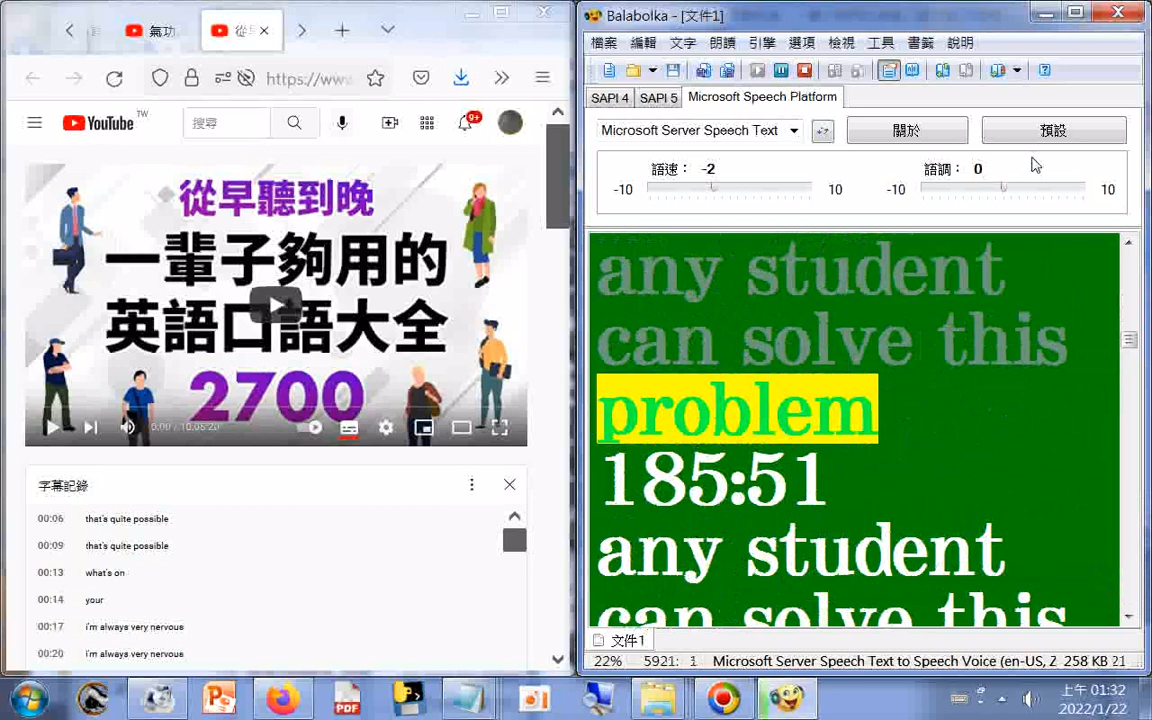 氣功
從
https://www
YouTube TW
搜尋
9+
從早聽到晚
一輩子夠用的
英語口語大全
2700
0:00 / 10:05:20
字幕記錄
00:06 that's quite possible
00:09 that's quite possible
00:13 what's on
00:14 your
00:17 i'm always very nervous
00:20 i'm always very nervous
Balabolka - [文件1]
檔案 編輯 文字 朗讀 引擎 選項 檢視 工具 書籤 說明
SAPI 4 SAPI 5 Microsoft Speech Platform
Microsoft Server Speech Text 關於 預設
語速： -2 語調： 0
-10 10 -10 10
any student
can solve this
problem
185:51
any student
can solve this
文件1
22% 5921: 1 Microsoft Server Speech Text to Speech Voice (en-US, Z 258 KB 21
PDF
上午 01:32
2022/1/22